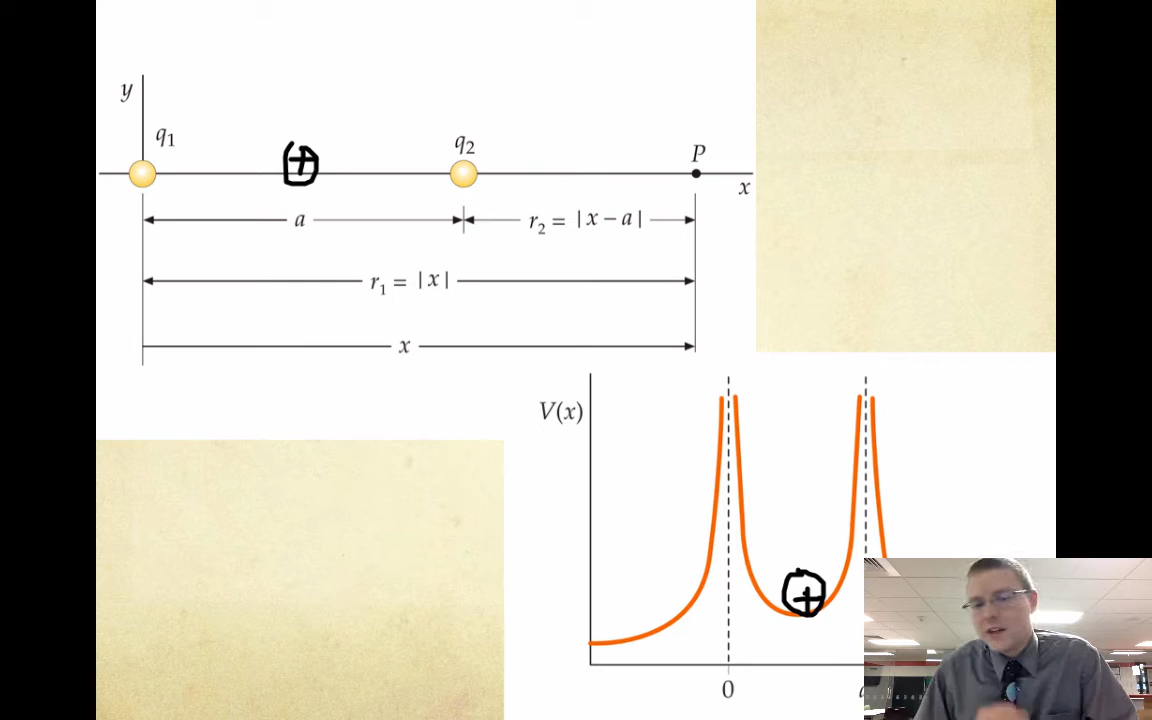 y
q1
q2
P
x
+
a
r2 = |x − a|
r1 = |x|
x
V(x)
+
0